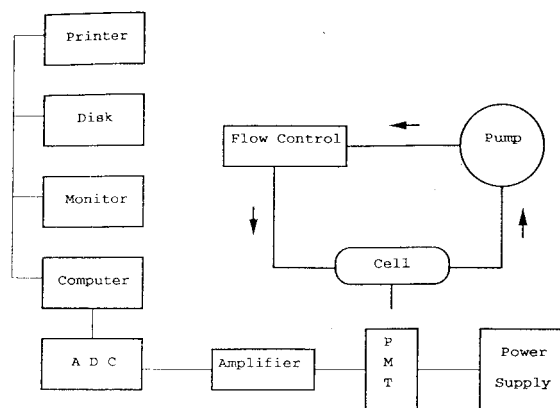 Printer
Disk
Pump
Flow Control
Monitor
Cell
Computer
A D C
Amplifier
P
M
T
Power
Supply